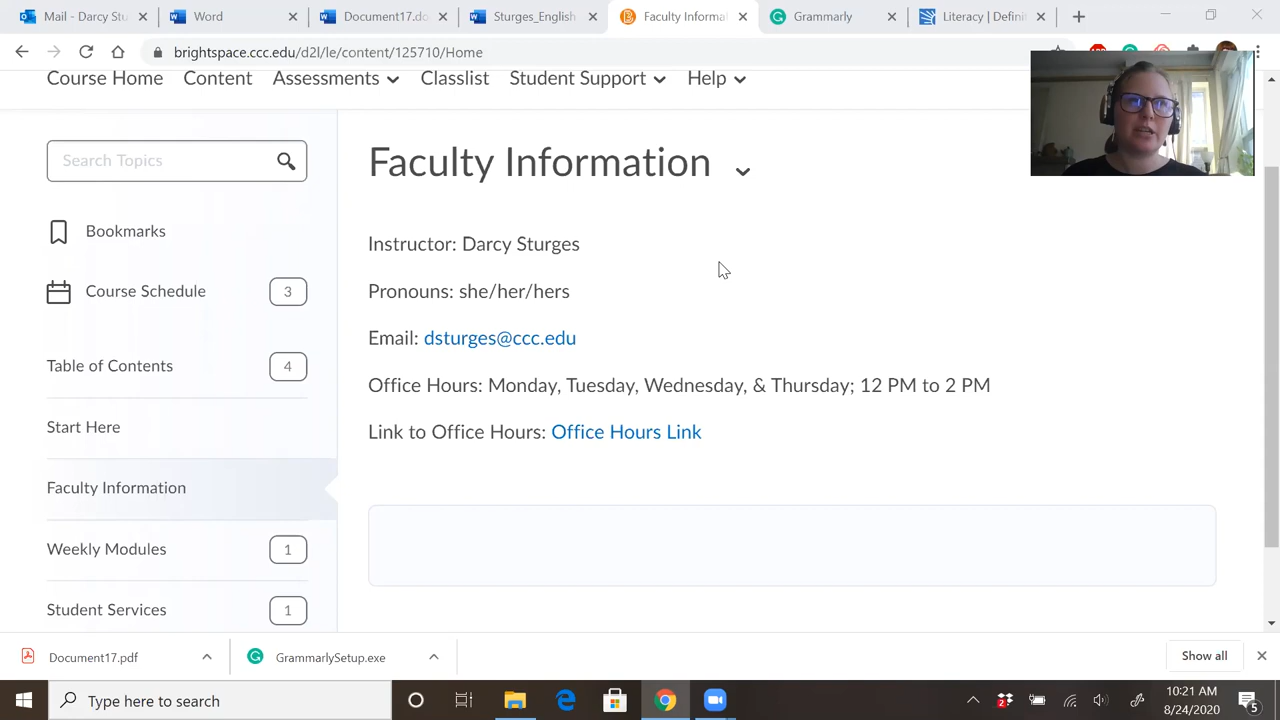 Mail - Darcy Stu
Word
Document17.do
Sturges_English
Faculty Informa
Grammarly
Literacy | Defini
brightspace.ccc.edu/d2l/le/content/125710/Home
Course Home
Content
Assessments
Classlist
Student Support
Help
Search Topics
Bookmarks
Course Schedule
3
Table of Contents
4
Start Here
Faculty Information
Weekly Modules
1
Student Services
1
Faculty Information
Instructor: Darcy Sturges
Pronouns: she/her/hers
Email: dsturges@ccc.edu
Office Hours: Monday, Tuesday, Wednesday, & Thursday; 12 PM to 2 PM
Link to Office Hours: Office Hours Link
Document17.pdf
GrammarlySetup.exe
Show all
Type here to search
10:21 AM
8/24/2020
5